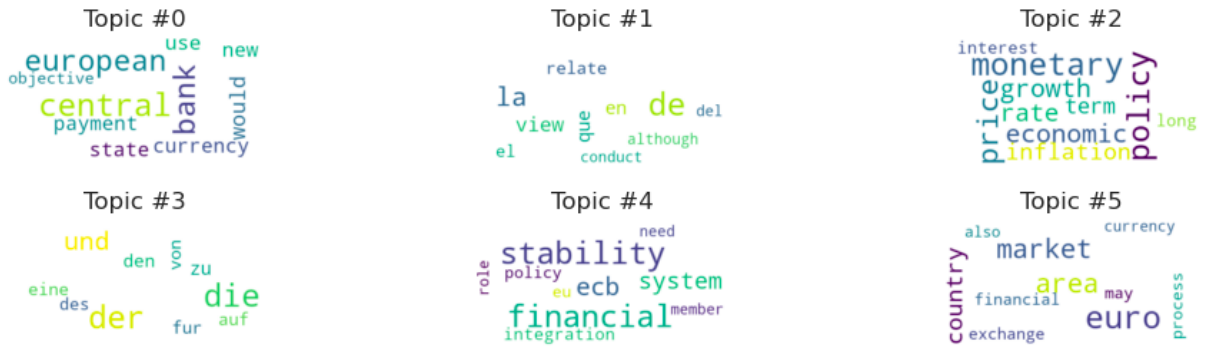 Topic #0
use
new
european
objective
central
bank
would
payment
state
currency
Topic #1
relate
la
en
de
del
view
que
although
el
conduct
Topic #2
interest
monetary
policy
price
growth
rate
term
long
economic
inflation
Topic #3
und
den
von
zu
eine
des
die
der
fur
auf
Topic #4
need
stability
role
policy
eu
ecb
system
financial
member
integration
Topic #5
also
currency
market
country
area
may
process
financial
euro
exchange